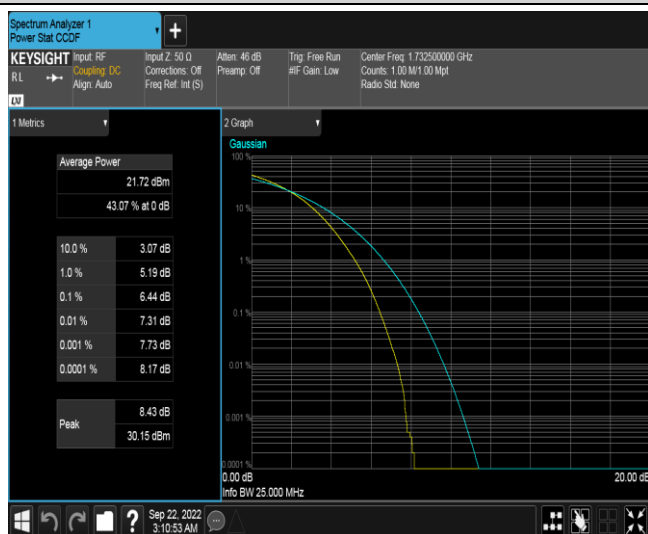 Spectrum Analyzer 1
Power Stat CCDF
KEYSIGHT
RL
LXI
Input: RF
Coupling: DC
Align: Auto
Input Z: 50 Ω
Corrections: Off
Freq Ref: Int (S)
Atten: 46 dB
Preamp: Off
Trig: Free Run
#IF Gain: Low
Center Freq: 1.732500000 GHz
Counts: 1.00 M/1.00 Mpt
Radio Std: None
1 Metrics
Average Power
21.72 dBm
43.07 % at 0 dB
10.0 % 3.07 dB
1.0 % 5.19 dB
0.1 % 6.44 dB
0.01 % 7.31 dB
0.001 % 7.73 dB
0.0001 % 8.17 dB
Peak
8.43 dB
30.15 dBm
2 Graph
Gaussian
100 %
10 %
1 %
0.1 %
0.01 %
0.001 %
0.0001 %
0.00 dB 20.00 dB
Info BW 25.000 MHz
?
Sep 22, 2022
3:10:53 AM